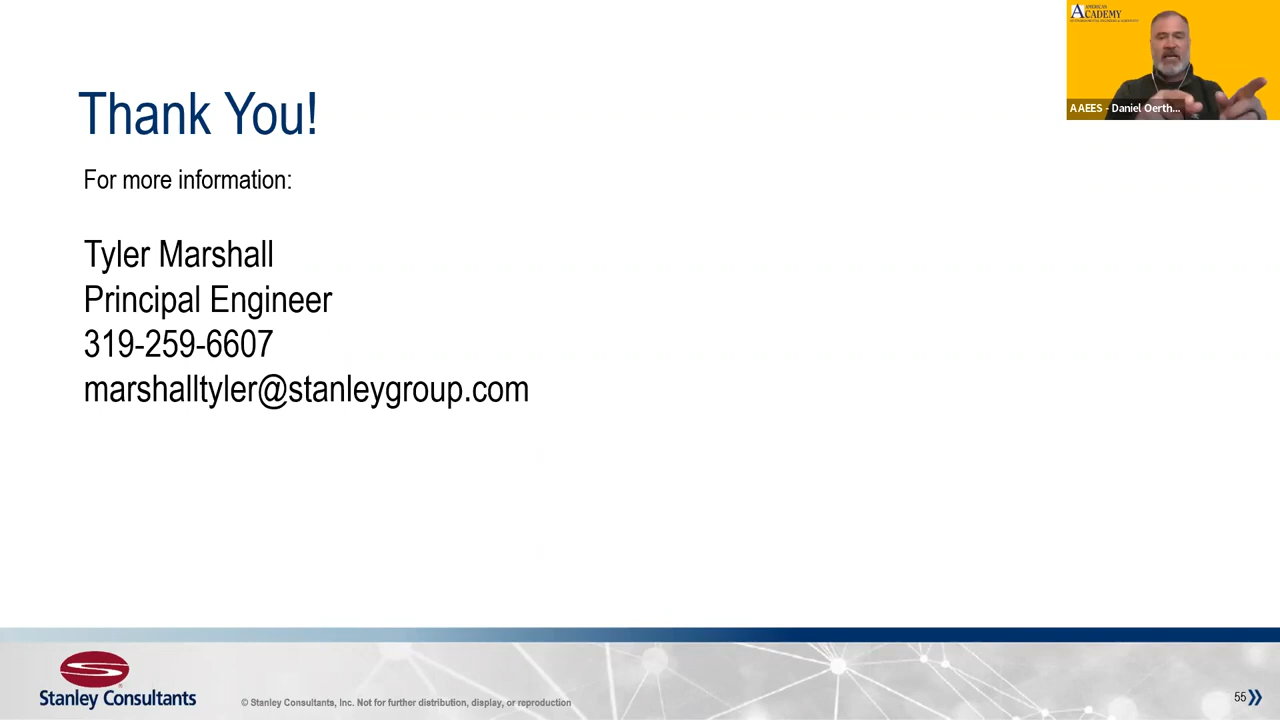 AMERICAN
ACADEMY
AAEES - Daniel Oerth...
Thank You!
For more information:
Tyler Marshall
Principal Engineer
319-259-6607
marshalltyler@stanleygroup.com
Stanley Consultants
© Stanley Consultants, Inc. Not for further distribution, display, or reproduction
55